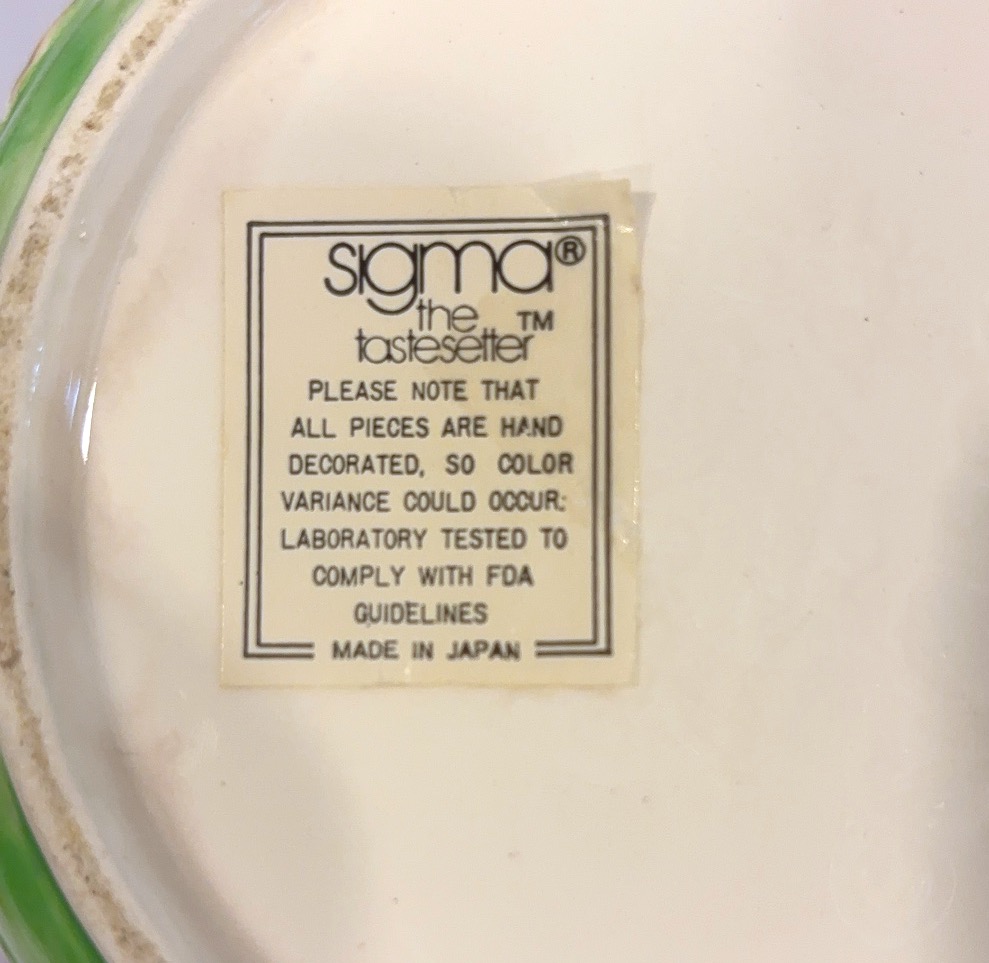 sigma®
the
tastesetter™
PLEASE NOTE THAT
ALL PIECES ARE HAND
DECORATED, SO COLOR
VARIANCE COULD OCCUR:
LABORATORY TESTED TO
COMPLY WITH FDA
GUIDELINES
MADE IN JAPAN